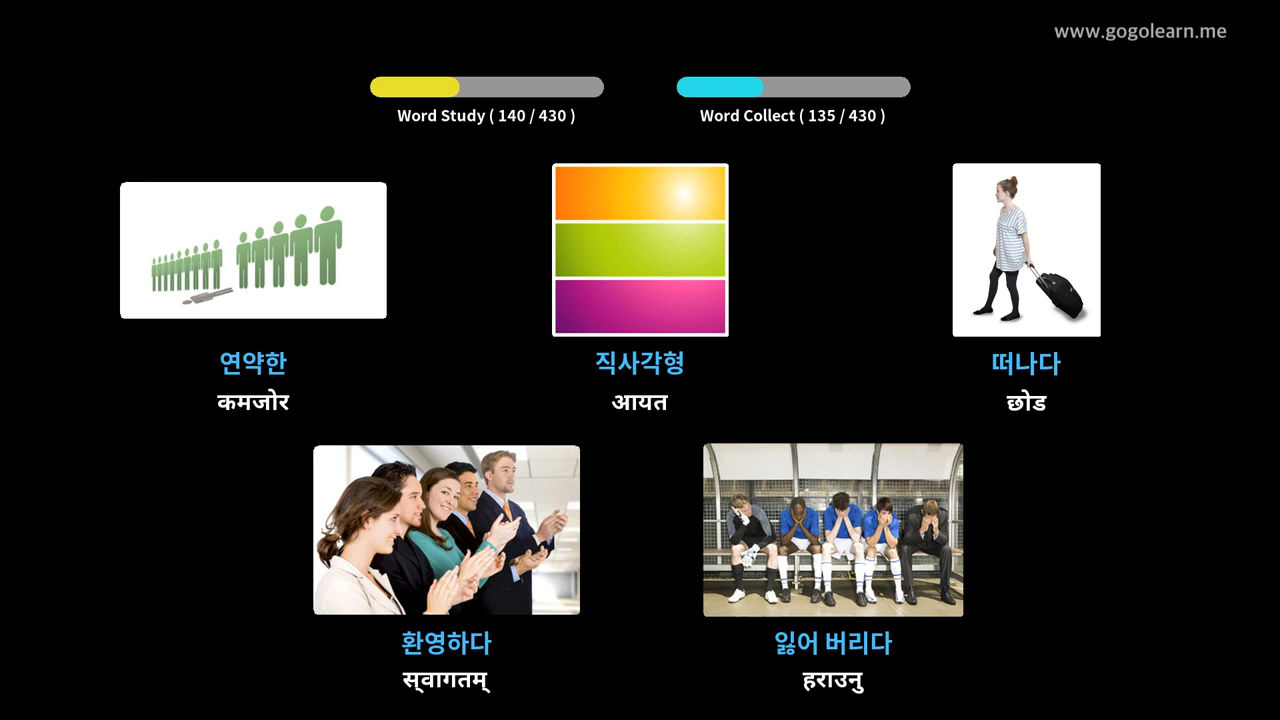 www.gogolearn.me
Word Study ( 140 / 430 )
Word Collect ( 135 / 430 )
연약한
कमजोर
직사각형
आयत
떠나다
छोड
환영하다
स्वागतम्
잃어 버리다
हराउनु